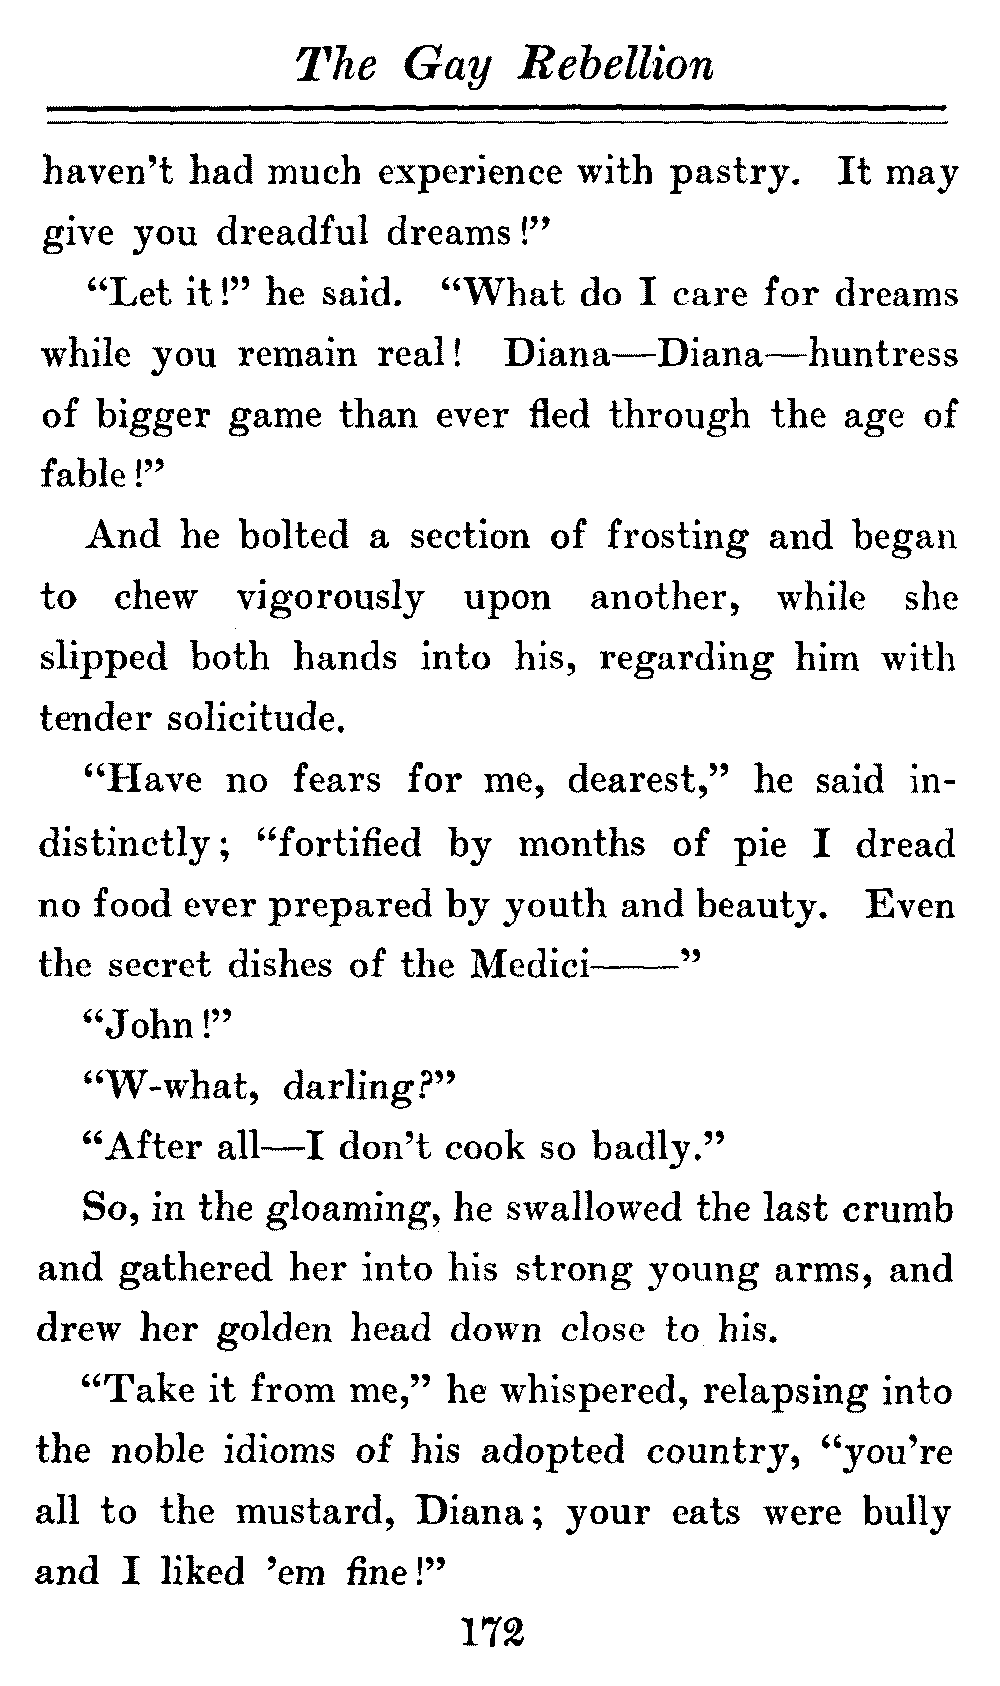 The Gay Rebellion
haven't had much experience with pastry. It may
give you dreadful dreams!"
"Let it!" he said. "What do I care for dreams
while you remain real! Diana—Diana—huntress
of bigger game than ever fled through the age of
fable!"
And he bolted a section of frosting and began
to chew vigorously upon another, while she
slipped both hands into his, regarding him with
tender solicitude.
"Have no fears for me, dearest," he said in-
distinctly; "fortified by months of pie I dread
no food ever prepared by youth and beauty. Even
the secret dishes of the Medici——"
"John!"
"W-what, darling?"
"After all—I don't cook so badly."
So, in the gloaming, he swallowed the last crumb
and gathered her into his strong young arms, and
drew her golden head down close to his.
"Take it from me," he whispered, relapsing into
the noble idioms of his adopted country, "you're
all to the mustard, Diana; your eats were bully
and I liked 'em fine!"
172